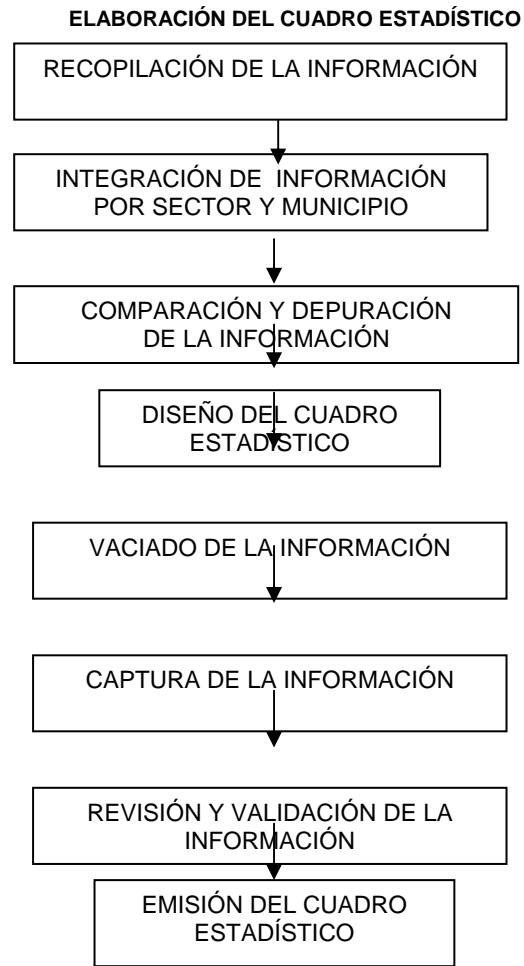 ELABORACIÓN DEL CUADRO ESTADÍSTICO
RECOPILACIÓN DE LA INFORMACIÓN
INTEGRACIÓN DE INFORMACIÓN
POR SECTOR Y MUNICIPIO
COMPARACIÓN Y DEPURACIÓN
DE LA INFORMACIÓN
DISEÑO DEL CUADRO
ESTADÍSTICO
VACIADO DE LA INFORMACIÓN
CAPTURA DE LA INFORMACIÓN
REVISIÓN Y VALIDACIÓN DE LA
INFORMACIÓN
EMISIÓN DEL CUADRO
ESTADÍSTICO